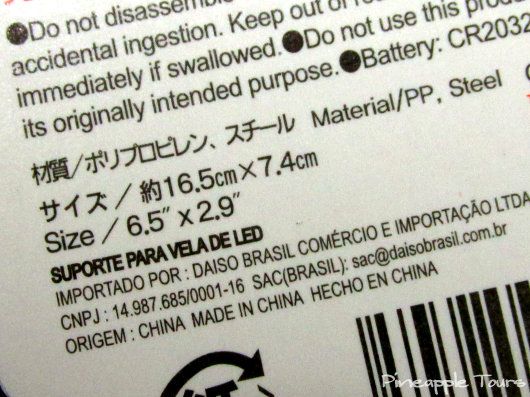 ●Do not disassemble
accidental ingestion. Keep out of
immediately if swallowed. ●Do not use this
its originally intended purpose. ●Battery: CR2032
材質/ポリプロピレン、スチール Material/PP, Steel
サイズ / 約16.5cm×7.4cm
Size / 6.5"×2.9"
SUPORTE PARA VELA DE LED
IMPORTADO POR : DAISO BRASIL COMÉRCIO E IMPORTAÇÃO LTDA
CNPJ : 14.987.685/0001-16 SAC(BRASIL): sac@daisobrasil.com.br
ORIGEM : CHINA MADE IN CHINA HECHO EN CHINA
Pineapple Tours